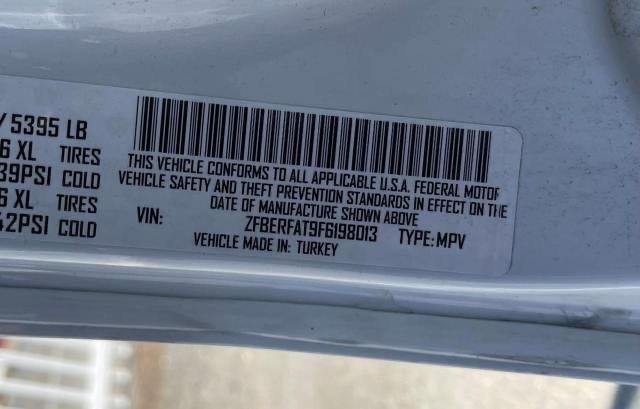 / 5395 LB
6 XL TIRES
39PSI COLD
6 XL TIRES
42PSI COLD
THIS VEHICLE CONFORMS TO ALL APPLICABLE U.S.A. FEDERAL MOTOR
VEHICLE SAFETY AND THEFT PREVENTION STANDARDS IN EFFECT ON THE
DATE OF MANUFACTURE SHOWN ABOVE
VIN: ZFBERFAT9F6198013 TYPE:MPV
VEHICLE MADE IN: TURKEY